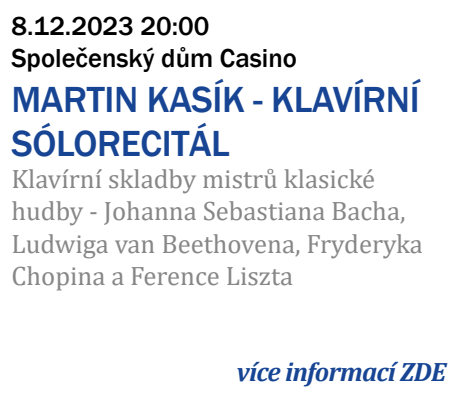 8.12.2023 20:00
Společenský dům Casino
MARTIN KASÍK - KLAVÍRNÍ
SÓLORECITÁL
Klavírní skladby mistrů klasické
hudby - Johanna Sebastiana Bacha,
Ludwiga van Beethovena, Fryderyka
Chopina a Ference Liszta
více informací ZDE